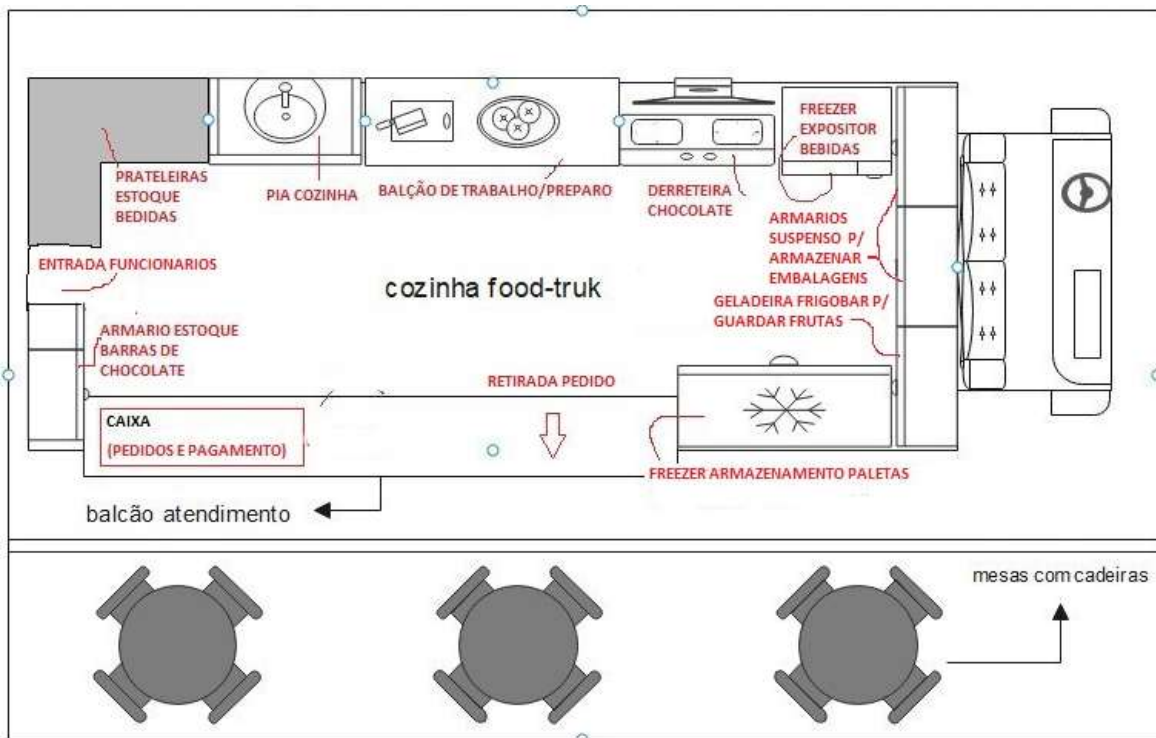 FREEZER
EXPOSITOR
BEBIDAS
PRATELEIRAS
ESTOQUE
BEDIDAS
PIA COZINHA
BALÇÃO DE TRABALHO/PREPARO
DERRETEIRA
CHOCOLATE
ARMARIOS
SUSPENSO P/
ARMAZENAR
EMBALAGENS
ENTRADA FUNCIONARIOS
cozinha food-truk
GELADEIRA FRIGOBAR P/
GUARDAR FRUTAS
ARMARIO ESTOQUE
BARRAS DE
CHOCOLATE
RETIRADA PEDIDO
CAIXA
(PEDIDOS E PAGAMENTO)
FREEZER ARMAZENAMENTO PALETAS
balcão atendimento
mesas com cadeiras